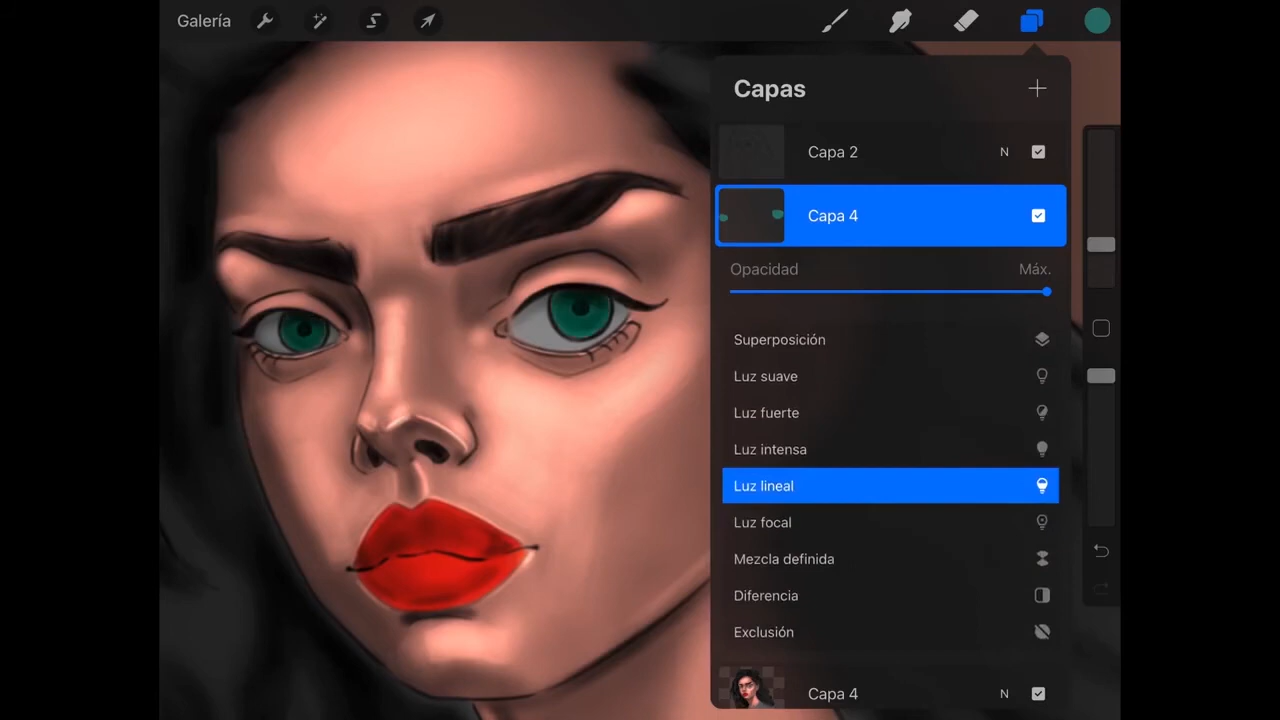 Galería
Capas
Capa 2 N
Capa 4
Opacidad Máx.
Superposición
Luz suave
Luz fuerte
Luz intensa
Luz lineal
Luz focal
Mezcla definida
Diferencia
Exclusión
Capa 4 N